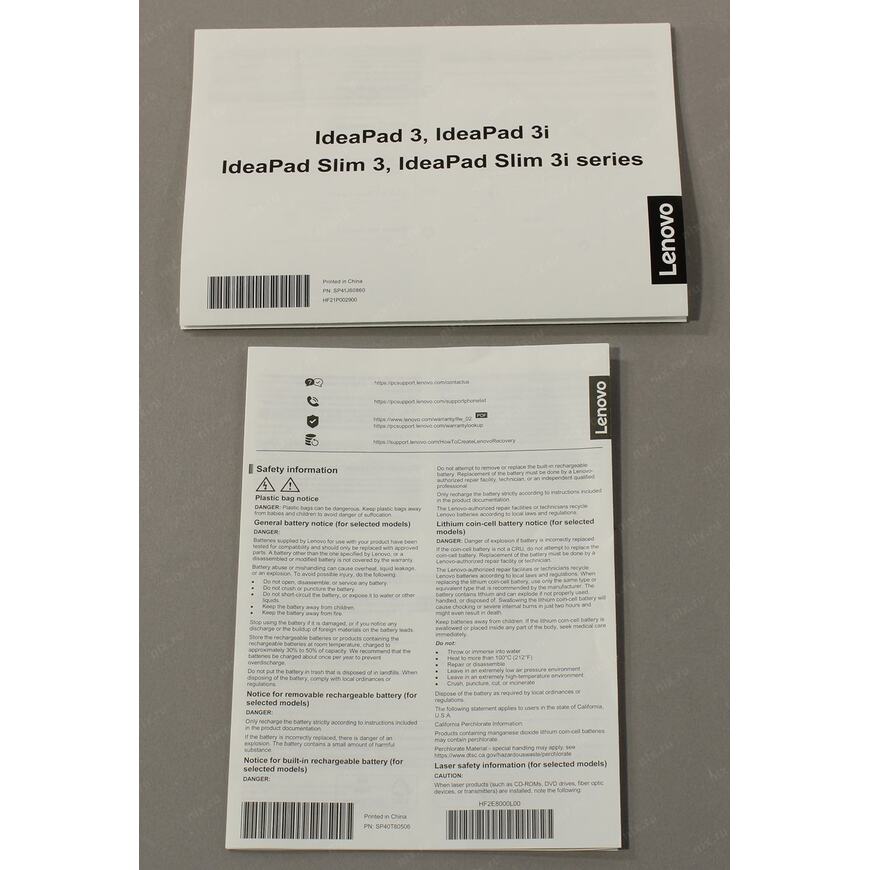 IdeaPad 3, IdeaPad 3i
IdeaPad Slim 3, IdeaPad Slim 3i series
Lenovo
Printed in China
PN: SP41J60860
HF21P002900
https://pcsupport.lenovo.com/contactus
https://pcsupport.lenovo.com/supportphonelist
https://www.lenovo.com/warranty/llw_02 PDF
https://pcsupport.lenovo.com/warrantylookup
https://support.lenovo.com/HowToCreateLenovoRecovery
Lenovo
Safety information
Plastic bag notice
DANGER: Plastic bags can be dangerous. Keep plastic bags away
from babies and children to avoid danger of suffocation.
General battery notice (for selected models)
DANGER:
Batteries supplied by Lenovo for use with your product have been
tested for compatibility and should only be replaced with approved
parts. A battery other than the one specified by Lenovo, or a
disassembled or modified battery is not covered by the warranty.
Battery abuse or mishandling can cause overheat, liquid leakage,
or an explosion. To avoid possible injury, do the following:
• Do not open, disassemble, or service any battery.
• Do not crush or puncture the battery.
• Do not short-circuit the battery, or expose it to water or other
liquids.
• Keep the battery away from children.
• Keep the battery away from fire.
Stop using the battery if it is damaged, or if you notice any
discharge or the buildup of foreign materials on the battery leads.
Store the rechargeable batteries or products containing the
rechargeable batteries at room temperature, charged to
approximately 30% to 50% of capacity. We recommend that the
batteries be charged about once per year to prevent
overdischarge.
Do not put the battery in trash that is disposed of in landfills. When
disposing of the battery, comply with local ordinances or
regulations.
Notice for removable rechargeable battery (for
selected models)
DANGER:
Only recharge the battery strictly according to instructions included
in the product documentation.
If the battery is incorrectly replaced, there is danger of an
explosion. The battery contains a small amount of harmful
substance.
Notice for built-in rechargeable battery (for
selected models)
DANGER:
Do not attempt to remove or replace the built-in rechargeable
battery. Replacement of the battery must be done by a Lenovo-
authorized repair facility, technician, or an independent qualified
professional.
Only recharge the battery strictly according to instructions included
in the product documentation.
The Lenovo-authorized repair facilities or technicians recycle
Lenovo batteries according to local laws and regulations.
Lithium coin-cell battery notice (for selected
models)
DANGER: Danger of explosion if battery is incorrectly replaced.
If the coin-cell battery is not a CRU, do not attempt to replace the
coin-cell battery. Replacement of the battery must be done by a
Lenovo-authorized repair facility or technician.
The Lenovo-authorized repair facilities or technicians recycle
Lenovo batteries according to local laws and regulations. When
replacing the lithium coin-cell battery, use only the same type or
equivalent type that is recommended by the manufacturer. The
battery contains lithium and can explode if not properly used,
handled, or disposed of. Swallowing the lithium coin-cell battery will
cause chocking or severe internal burns in just two hours and
might even result in death.
Keep batteries away from children. If the lithium coin-cell battery is
swallowed or placed inside any part of the body, seek medical care
immediately.
Do not:
• Throw or immerse into water
• Heat to more than 100°C (212°F)
• Repair or disassemble
• Leave in an extremely low air pressure environment
• Leave in an extremely high-temperature environment
• Crush, puncture, cut, or incinerate
Dispose of the battery as required by local ordinances or
regulations.
The following statement applies to users in the state of California,
U.S.A.
California Perchlorate Information:
Products containing manganese dioxide lithium coin-cell batteries
may contain perchlorate.
Perchlorate Material - special handling may apply, see
https://www.dtsc.ca.gov/hazardouswaste/perchlorate
Laser safety information (for selected models)
CAUTION:
When laser products (such as CD-ROMs, DVD drives, fiber optic
devices, or transmitters) are installed, note the following:
Printed in China
PN: SP40T80506
HF2E8000L00